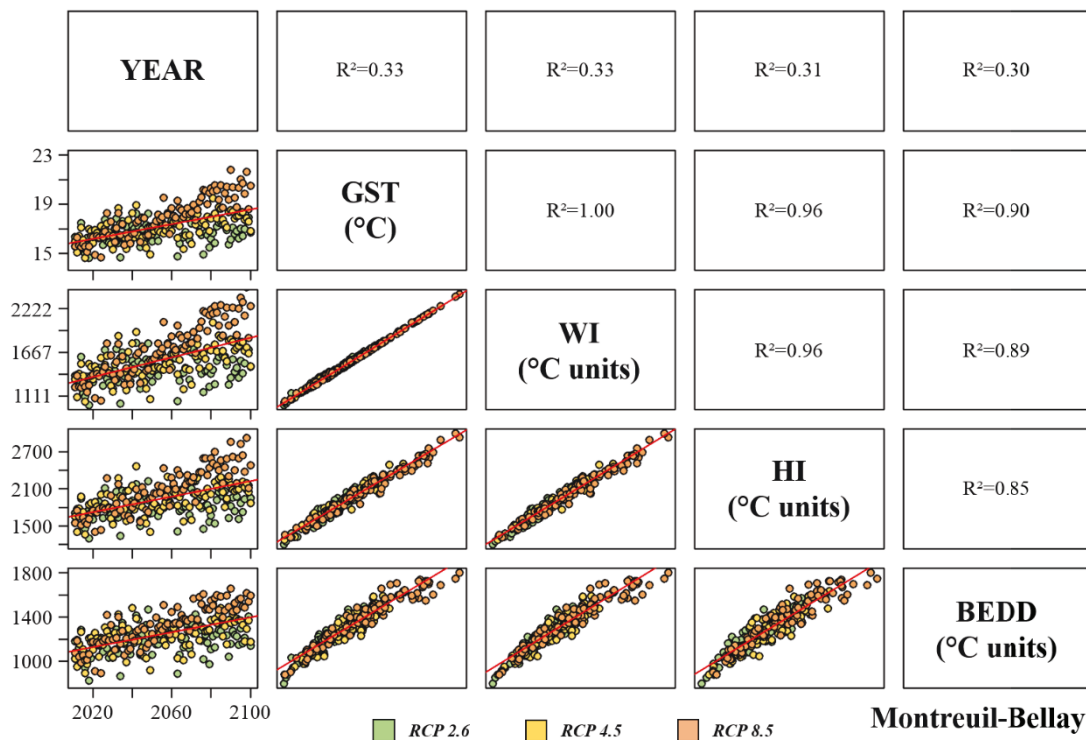 YEAR
R²=0.33
R²=0.33
R²=0.31
R²=0.30
23
19
15
GST
(°C)
R²=1.00
R²=0.96
R²=0.90
2222
1667
1111
WI
(°C units)
R²=0.96
R²=0.89
2700
2100
1500
HI
(°C units)
R²=0.85
1800
1400
1000
BEDD
(°C units)
2020 2060 2100
RCP 2.6 RCP 4.5 RCP 8.5
Montreuil-Bellay